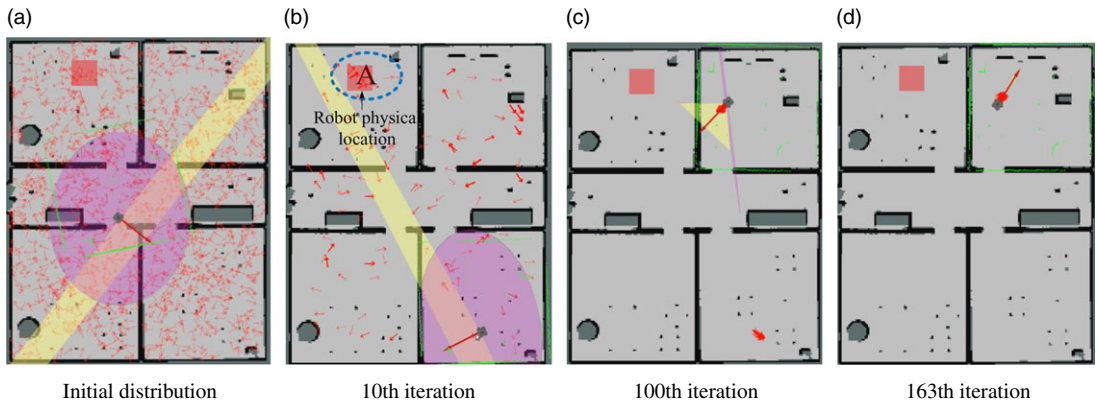 (a)
(b)
(c)
(d)
A
Robot physical
location
Initial distribution
10th iteration
100th iteration
163th iteration